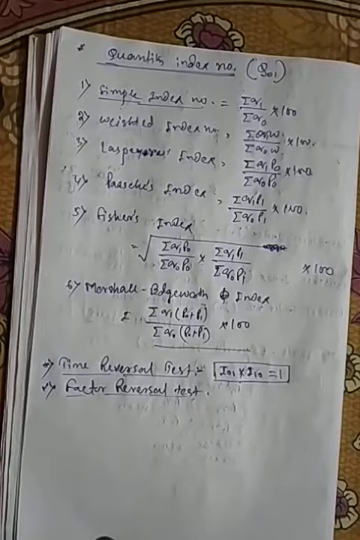 * Quantity index no. (Q01)
1) Simple Index no. = Σq1/Σq0 ×100
2) Weighted Index no, = Σq1w/Σq0w ×100.
3) Laspeyres' Index, = Σq1P0/Σq0P0 ×100
4) Paasche's Index, = Σq1P1/Σq0P1 ×100.
5) Fisher's Index
= √ Σq1P0/Σq0P0 × Σq1P1/Σq0P1 ×100
6) Marshall-Edgeworth Index
= Σq1(P0+P1)/Σq0(P0+P1) ×100
*) Time Reversal Test = I01 × I10 = 1
*) Factor Reversal test.